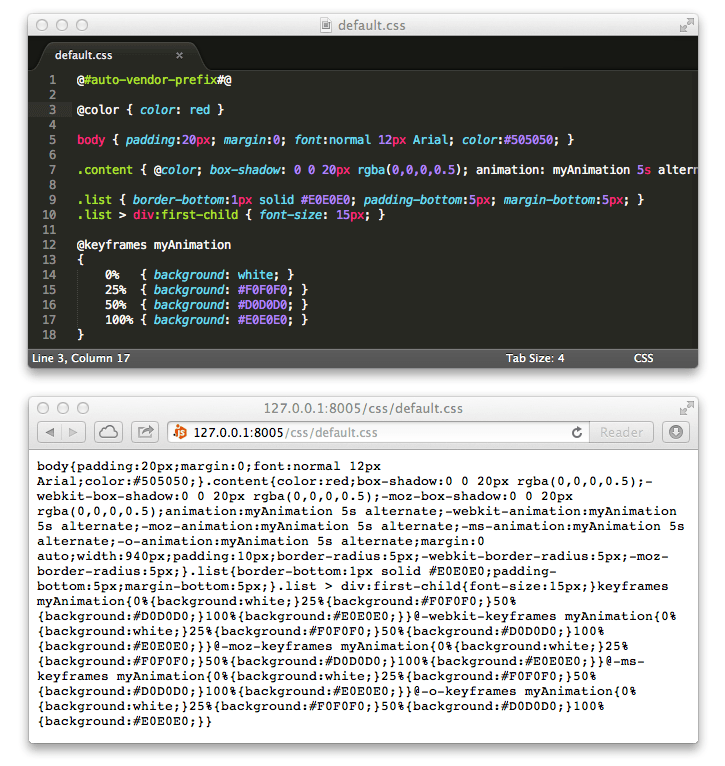 default.css
default.css ×
1 @#auto-vendor-prefix#@
2
3 @color { color: red }
4
5 body { padding:20px; margin:0; font:normal 12px Arial; color:#505050; }
6
7 .content { @color; box-shadow: 0 0 20px rgba(0,0,0,0.5); animation: myAnimation 5s altern
8
9 .list { border-bottom:1px solid #E0E0E0; padding-bottom:5px; margin-bottom:5px; }
10 .list > div:first-child { font-size: 15px; }
11
12 @keyframes myAnimation
13 {
14 0% { background: white; }
15 25% { background: #F0F0F0; }
16 50% { background: #D0D0D0; }
17 100% { background: #E0E0E0; }
18 }
Line 3, Column 17 Tab Size: 4 CSS
127.0.0.1:8005/css/default.css
JS 127.0.0.1:8005/css/default.css Reader
body{padding:20px;margin:0;font:normal 12px
Arial;color:#505050;}.content{color:red;box-shadow:0 0 20px rgba(0,0,0,0.5);-
webkit-box-shadow:0 0 20px rgba(0,0,0,0.5);-moz-box-shadow:0 0 20px
rgba(0,0,0,0.5);animation:myAnimation 5s alternate;-webkit-animation:myAnimation
5s alternate;-moz-animation:myAnimation 5s alternate;-ms-animation:myAnimation 5s
alternate;-o-animation:myAnimation 5s alternate;margin:0
auto;width:940px;padding:10px;border-radius:5px;-webkit-border-radius:5px;-moz-
border-radius:5px;}.list{border-bottom:1px solid #E0E0E0;padding-
bottom:5px;margin-bottom:5px;}.list > div:first-child{font-size:15px;}keyframes
myAnimation{0%{background:white;}25%{background:#F0F0F0;}50%
{background:#D0D0D0;}100%{background:#E0E0E0;}}@-webkit-keyframes myAnimation{0%
{background:white;}25%{background:#F0F0F0;}50%{background:#D0D0D0;}100%
{background:#E0E0E0;}}@-moz-keyframes myAnimation{0%{background:white;}25%
{background:#F0F0F0;}50%{background:#D0D0D0;}100%{background:#E0E0E0;}}@-ms-
keyframes myAnimation{0%{background:white;}25%{background:#F0F0F0;}50%
{background:#D0D0D0;}100%{background:#E0E0E0;}}@-o-keyframes myAnimation{0%
{background:white;}25%{background:#F0F0F0;}50%{background:#D0D0D0;}100%
{background:#E0E0E0;}}